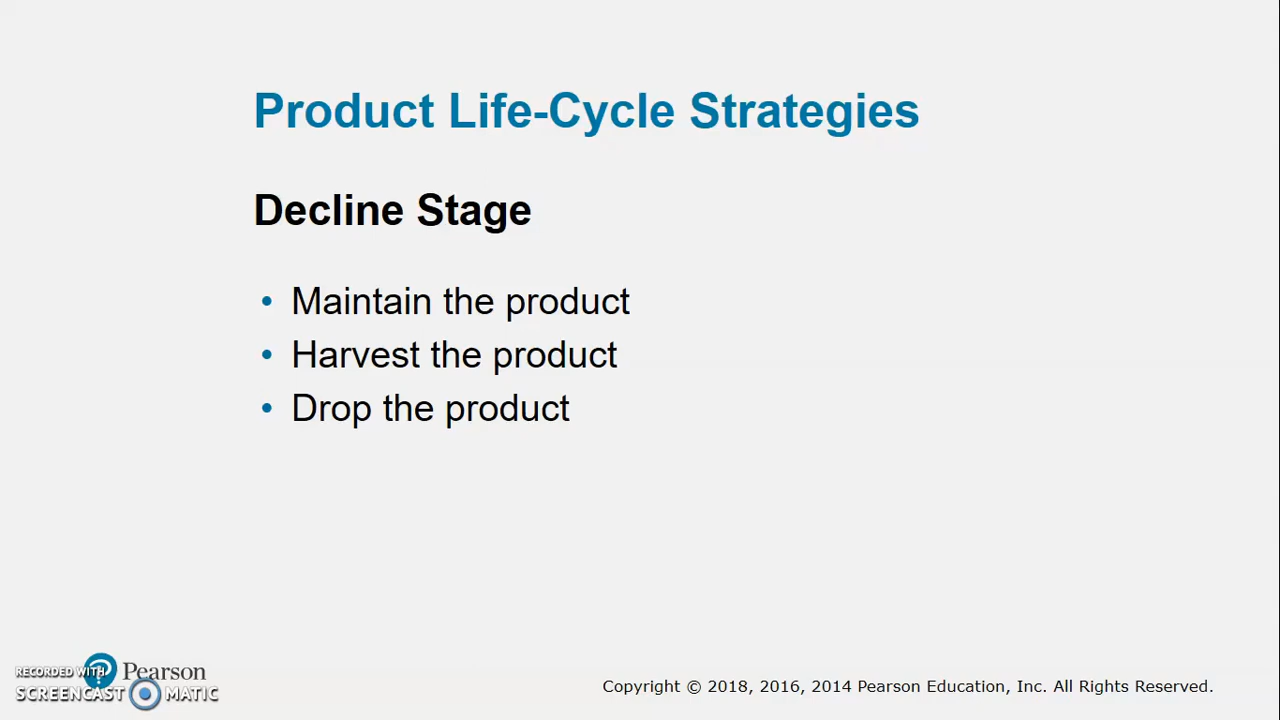 Product Life-Cycle Strategies
Decline Stage
• Maintain the product
• Harvest the product
• Drop the product
RECORDED WITH
Pearson
SCREENCAST MATIC
Copyright © 2018, 2016, 2014 Pearson Education, Inc. All Rights Reserved.